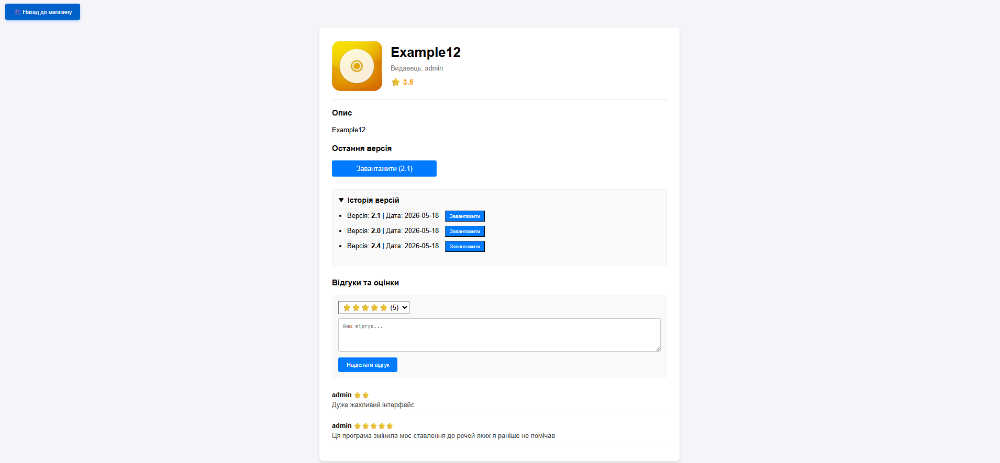 Назад до магазину
Example12
Видавець: admin
3.5
Опис
Example12
Остання версія
Завантажити (2.1)
Історія версій
Версія: 2.1 | Дата: 2026-05-18 Завантажити
Версія: 2.0 | Дата: 2026-05-18 Завантажити
Версія: 2.4 | Дата: 2026-05-18 Завантажити
Відгуки та оцінки
(5)
Ваш відгук...
Надіслати відгук
admin
Дуже жахливий інтерфейс
admin
Ця програма змінила моє ставлення до речей яких я раніше не помічав